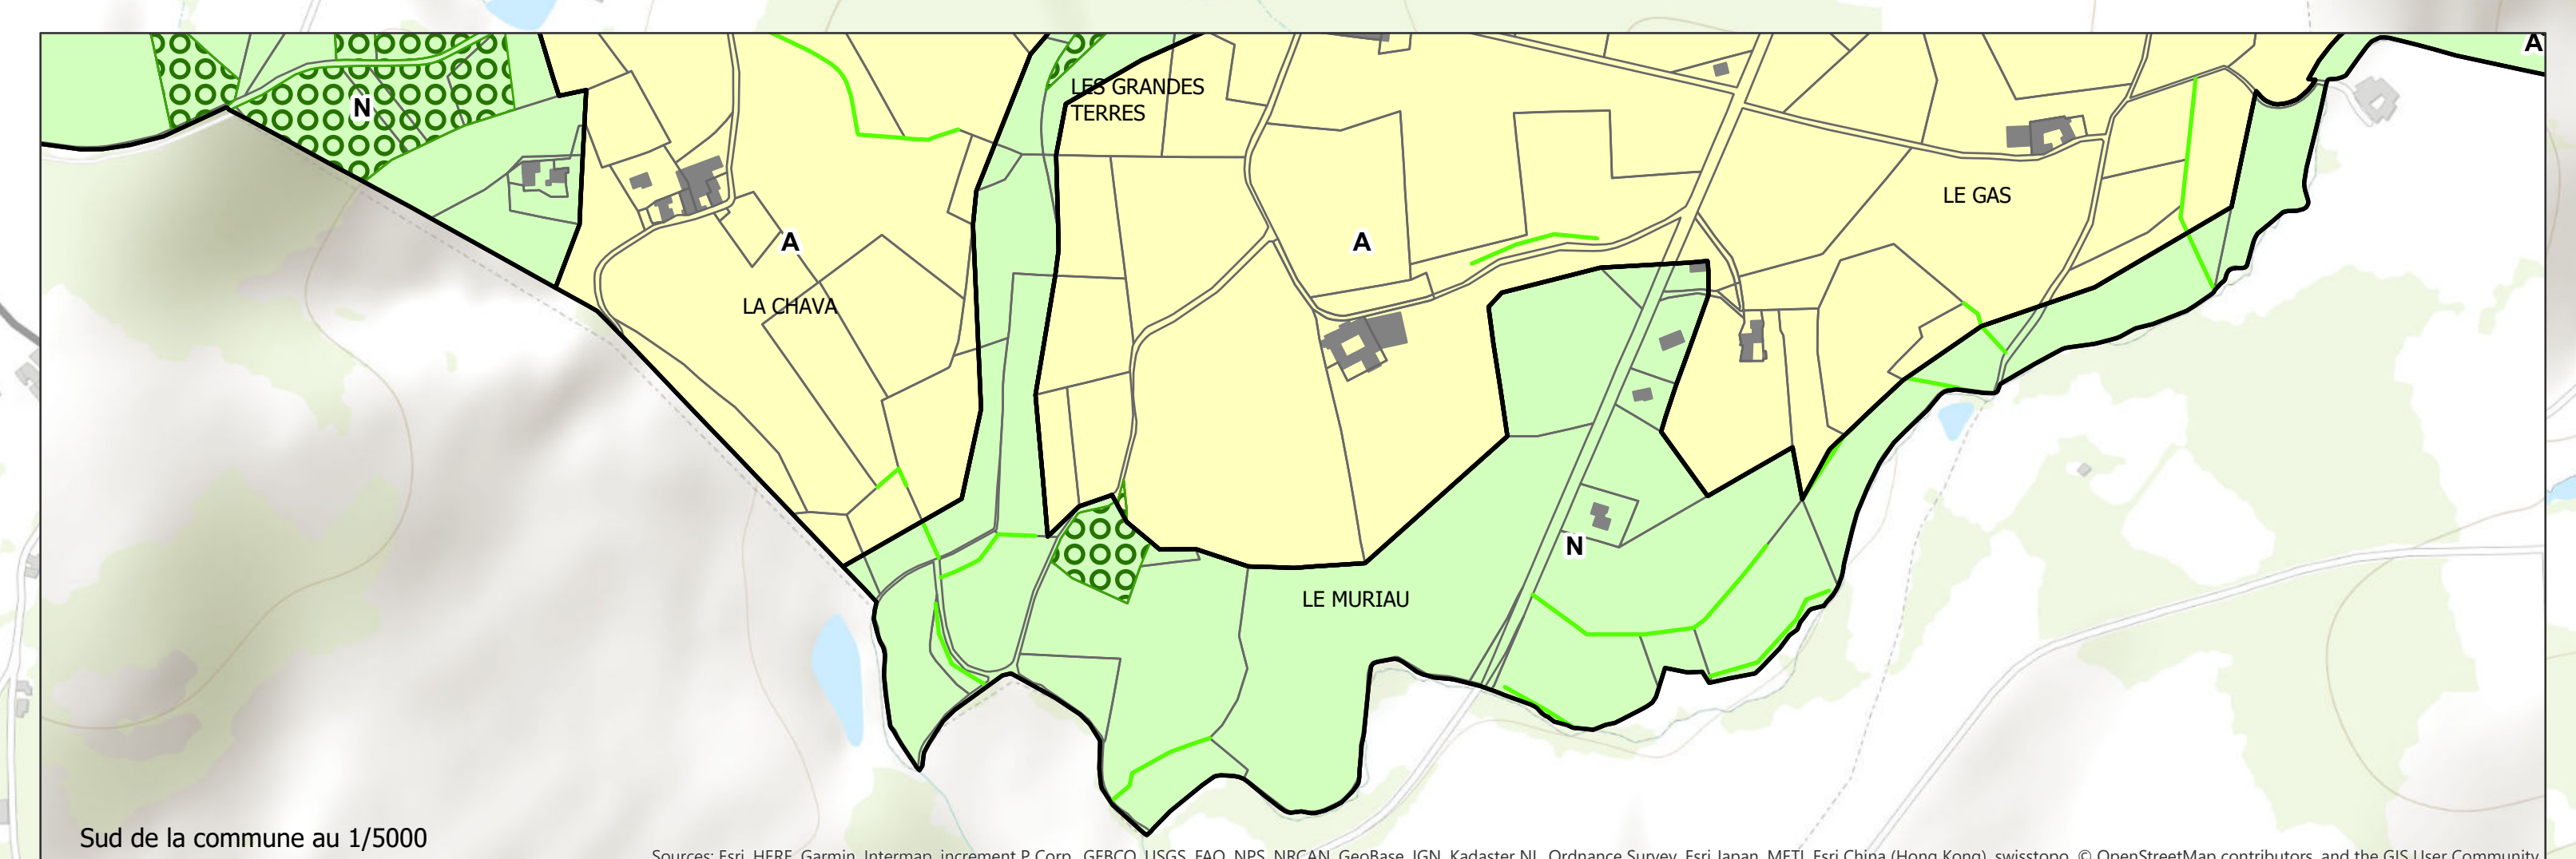 A
LES GRANDES
TERRES
N
LE GAS
A
A
LA CHAVA
N
LE MURIAU
Sud de la commune au 1/5000
Sources: Esri, HERE, Garmin, Intermap, increment P Corp., GEBCO, USGS, FAO, NPS, NRCAN, GeoBase, IGN, Kadaster NL, Ordnance Survey, Esri Japan, METI, Esri China (Hong Kong), swisstopo, © OpenStreetMap contributors, and the GIS User Community